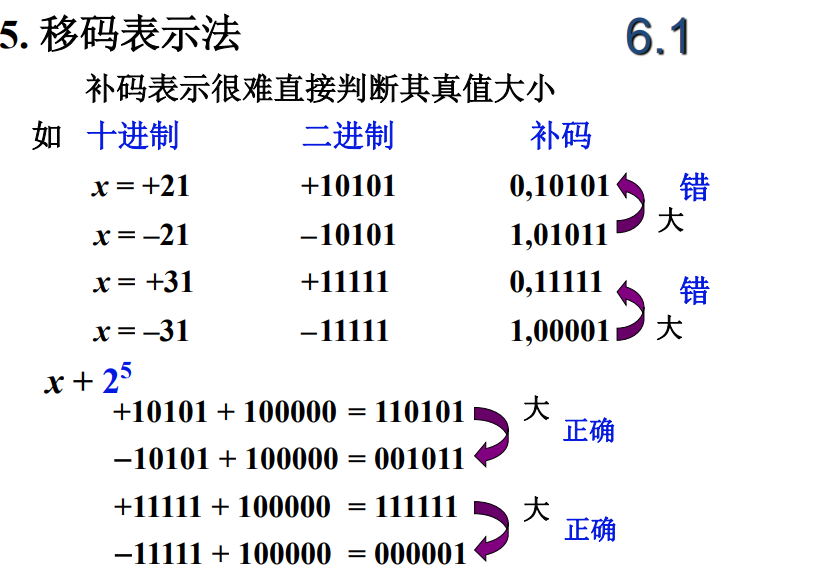 5. 移码表示法 6.1
补码表示很难直接判断其真值大小
如 十进制 二进制 补码
x = +21 +10101 0,10101 错
大
x = –21 –10101 1,01011
x = +31 +11111 0,11111 错
x = –31 –11111 1,00001 大
x + 2⁵
+10101 + 100000 = 110101 大
正确
–10101 + 100000 = 001011
+11111 + 100000 = 111111 大
正确
–11111 + 100000 = 000001